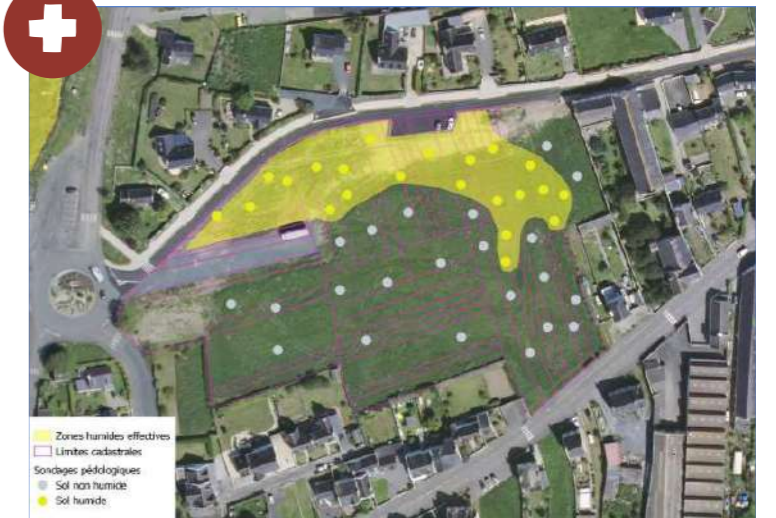 Zones humides effectives
Limites cadastrales
Sondages pédologiques
Sol non humide
Sol humide